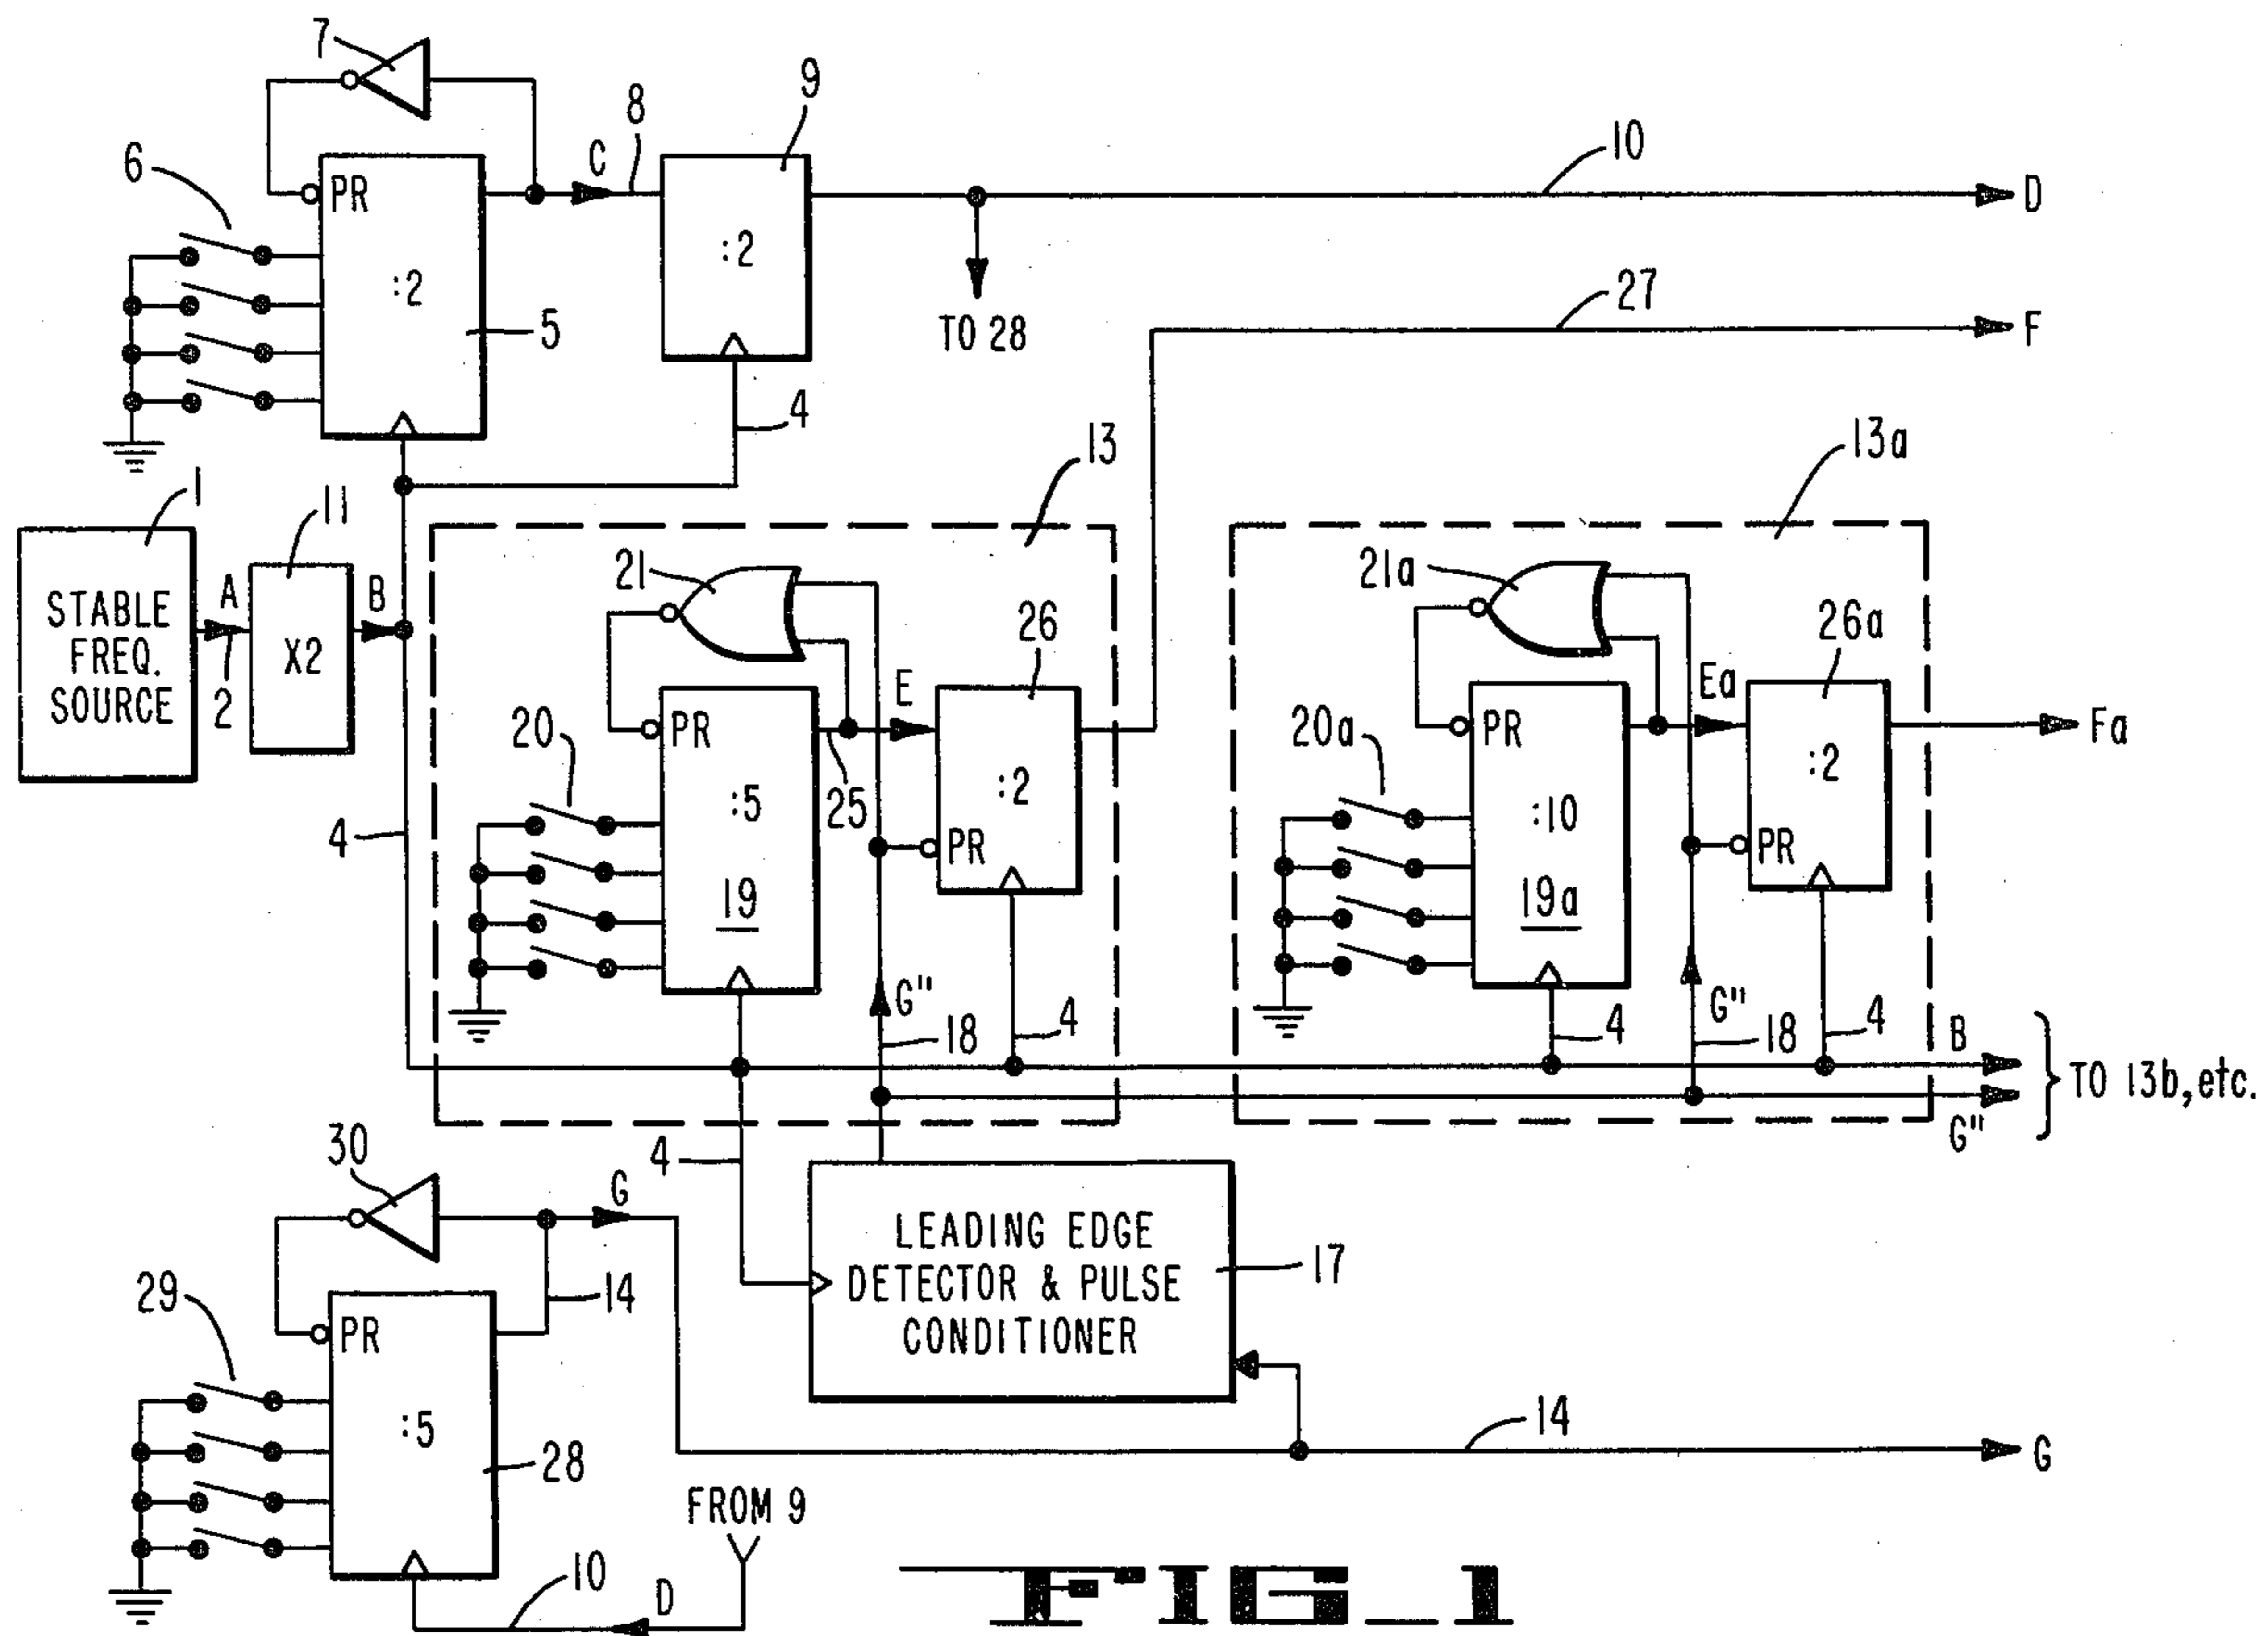 7
8
9
C
10
D
6
PR
:2
:2
5
TO 28
27
F
4
1
11
13
13a
STABLE
FREQ.
SOURCE
A
2
X2
B
21
26
E
PR
20
:5
25
:2
PR
19
G"
18
4
4
21a
26a
Ea
Fa
PR
20a
:10
:2
PR
19a
G"
18
4
4
B
G"
TO 13b, etc.
30
G
4
LEADING EDGE
DETECTOR & PULSE
CONDITIONER
17
14
29
PR
:5
28
14
G
FROM 9
10
D
FIG_1